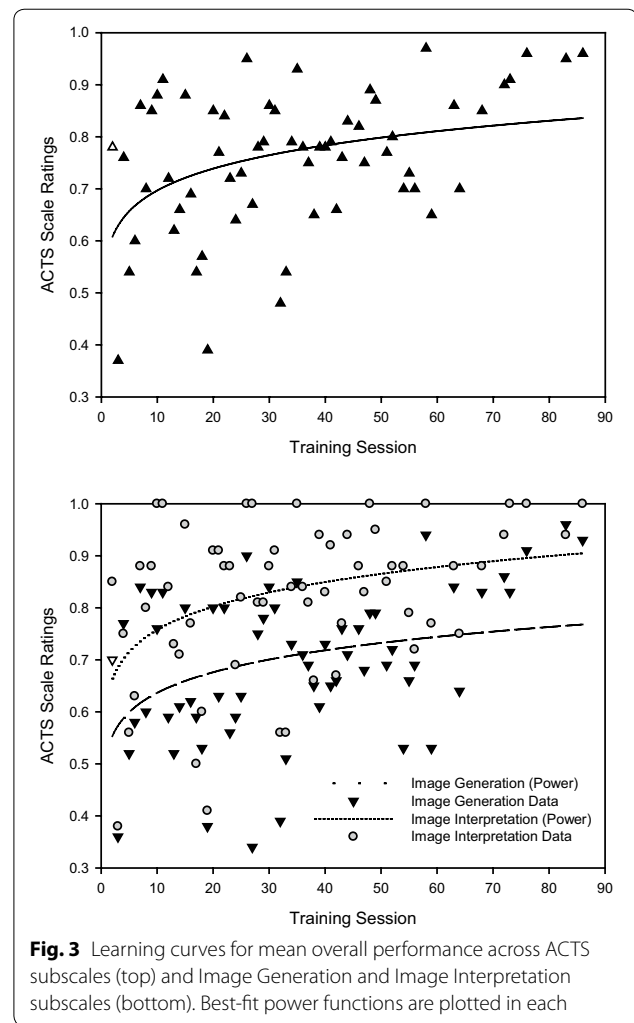 1.0
0.9
0.8
0.7
0.6
0.5
0.4
0.3
ACTS Scale Ratings
0 10 20 30 40 50 60 70 80 90
Training Session
1.0
0.9
0.8
0.7
0.6
0.5
0.4
0.3
ACTS Scale Ratings
Image Generation (Power)
Image Generation Data
Image Interpretation (Power)
Image Interpretation Data
0 10 20 30 40 50 60 70 80 90
Training Session
Fig. 3 Learning curves for mean overall performance across ACTS
subscales (top) and Image Generation and Image Interpretation
subscales (bottom). Best-fit power functions are plotted in each